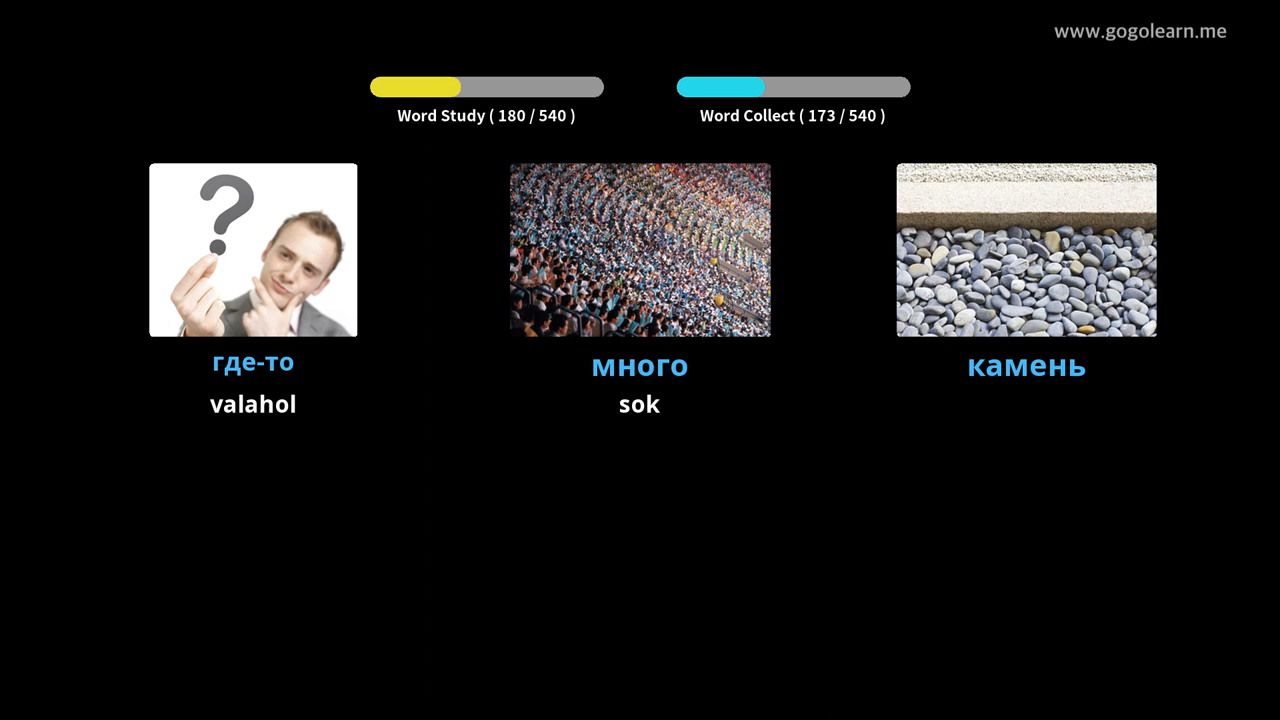 www.gogolearn.me
Word Study ( 180 / 540 )
Word Collect ( 173 / 540 )
?
где-то
много
камень
valahol
sok